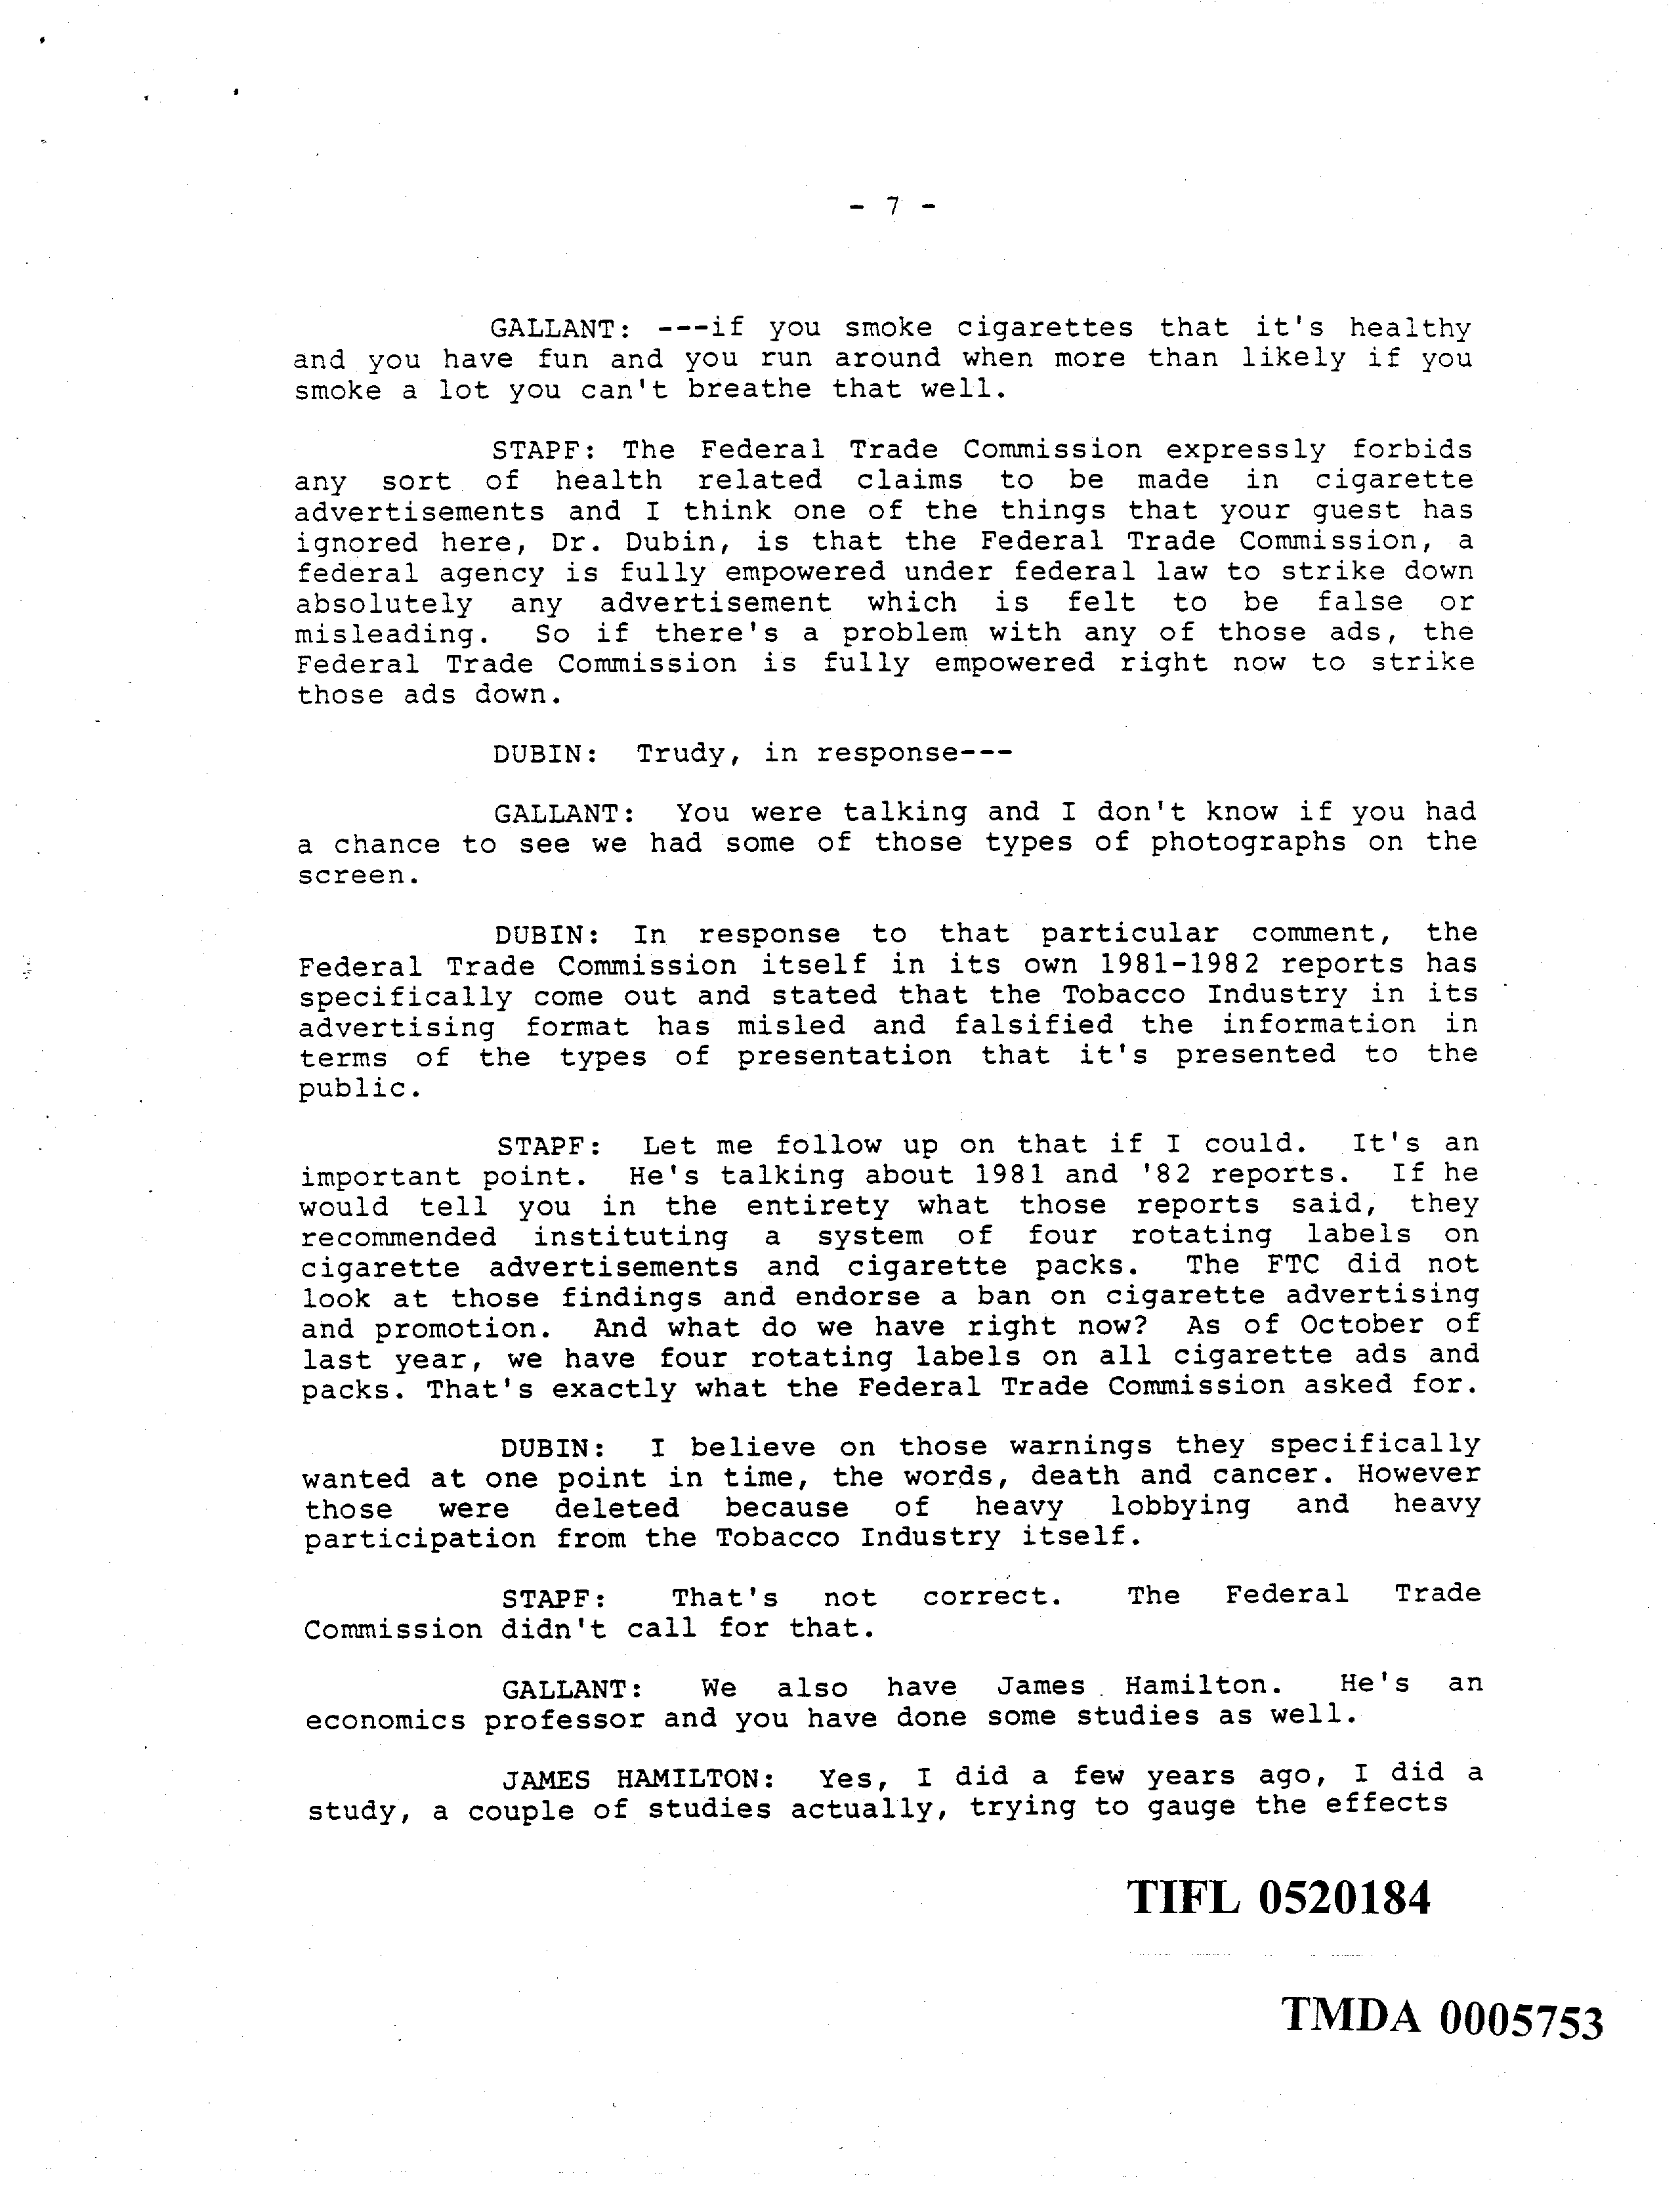 - 7 -
GALLANT: ---if you smoke cigarettes that it's healthy
and you have fun and you run around when more than likely if you
smoke a lot you can't breathe that well.
STAPF: The Federal Trade Commission expressly forbids
any sort of health related claims to be made in cigarette
advertisements and I think one of the things that your guest has
ignored here, Dr. Dubin, is that the Federal Trade Commission, a
federal agency is fully empowered under federal law to strike down
absolutely any advertisement which is felt to be false or
misleading. So if there's a problem with any of those ads, the
Federal Trade Commission is fully empowered right now to strike
those ads down.
DUBIN: Trudy, in response---
GALLANT: You were talking and I don't know if you had
a chance to see we had some of those types of photographs on the
screen.
DUBIN: In response to that particular comment, the
Federal Trade Commission itself in its own 1981-1982 reports has
specifically come out and stated that the Tobacco Industry in its
advertising format has misled and falsified the information in
terms of the types of presentation that it's presented to the
public.
STAPF: Let me follow up on that if I could. It's an
important point. He's talking about 1981 and '82 reports. If he
would tell you in the entirety what those reports said, they
recommended instituting a system of four rotating labels on
cigarette advertisements and cigarette packs. The FTC did not
look at those findings and endorse a ban on cigarette advertising
and promotion. And what do we have right now? As of October of
last year, we have four rotating labels on all cigarette ads and
packs. That's exactly what the Federal Trade Commission asked for.
DUBIN: I believe on those warnings they specifically
wanted at one point in time, the words, death and cancer. However
those were deleted because of heavy lobbying and heavy
participation from the Tobacco Industry itself.
STAPF: That's not correct. The Federal Trade
Commission didn't call for that.
GALLANT: We also have James Hamilton. He's an
economics professor and you have done some studies as well.
JAMES HAMILTON: Yes, I did a few years ago, I did a
study, a couple of studies actually, trying to gauge the effects
TIFL 0520184
TMDA 0005753